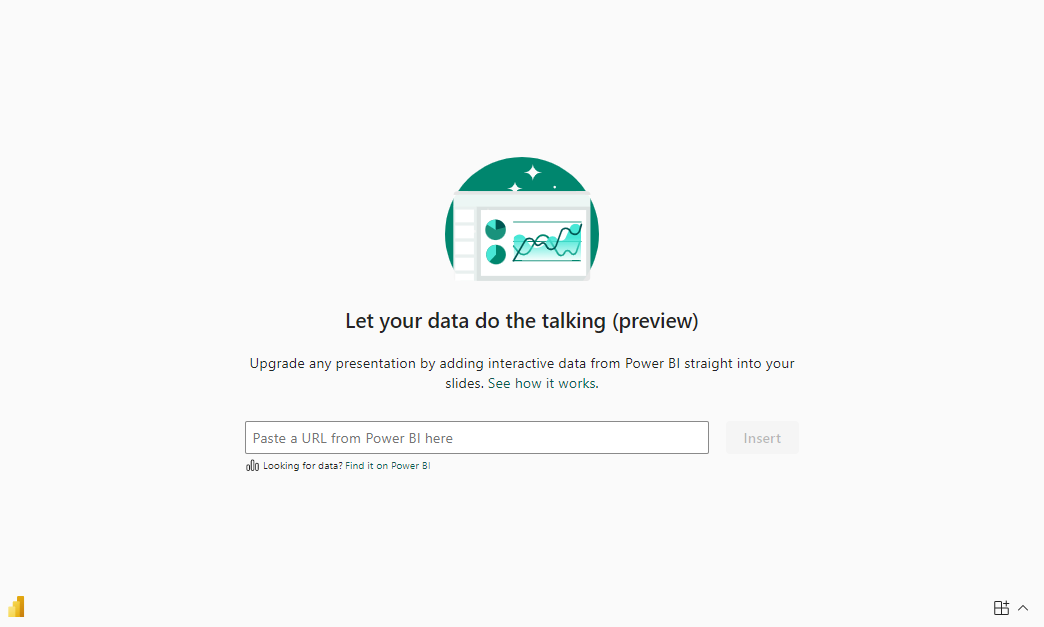 Let your data do the talking (preview)
Upgrade any presentation by adding interactive data from Power BI straight into your
slides. See how it works.
Paste a URL from Power BI here
Insert
Looking for data? Find it on Power BI